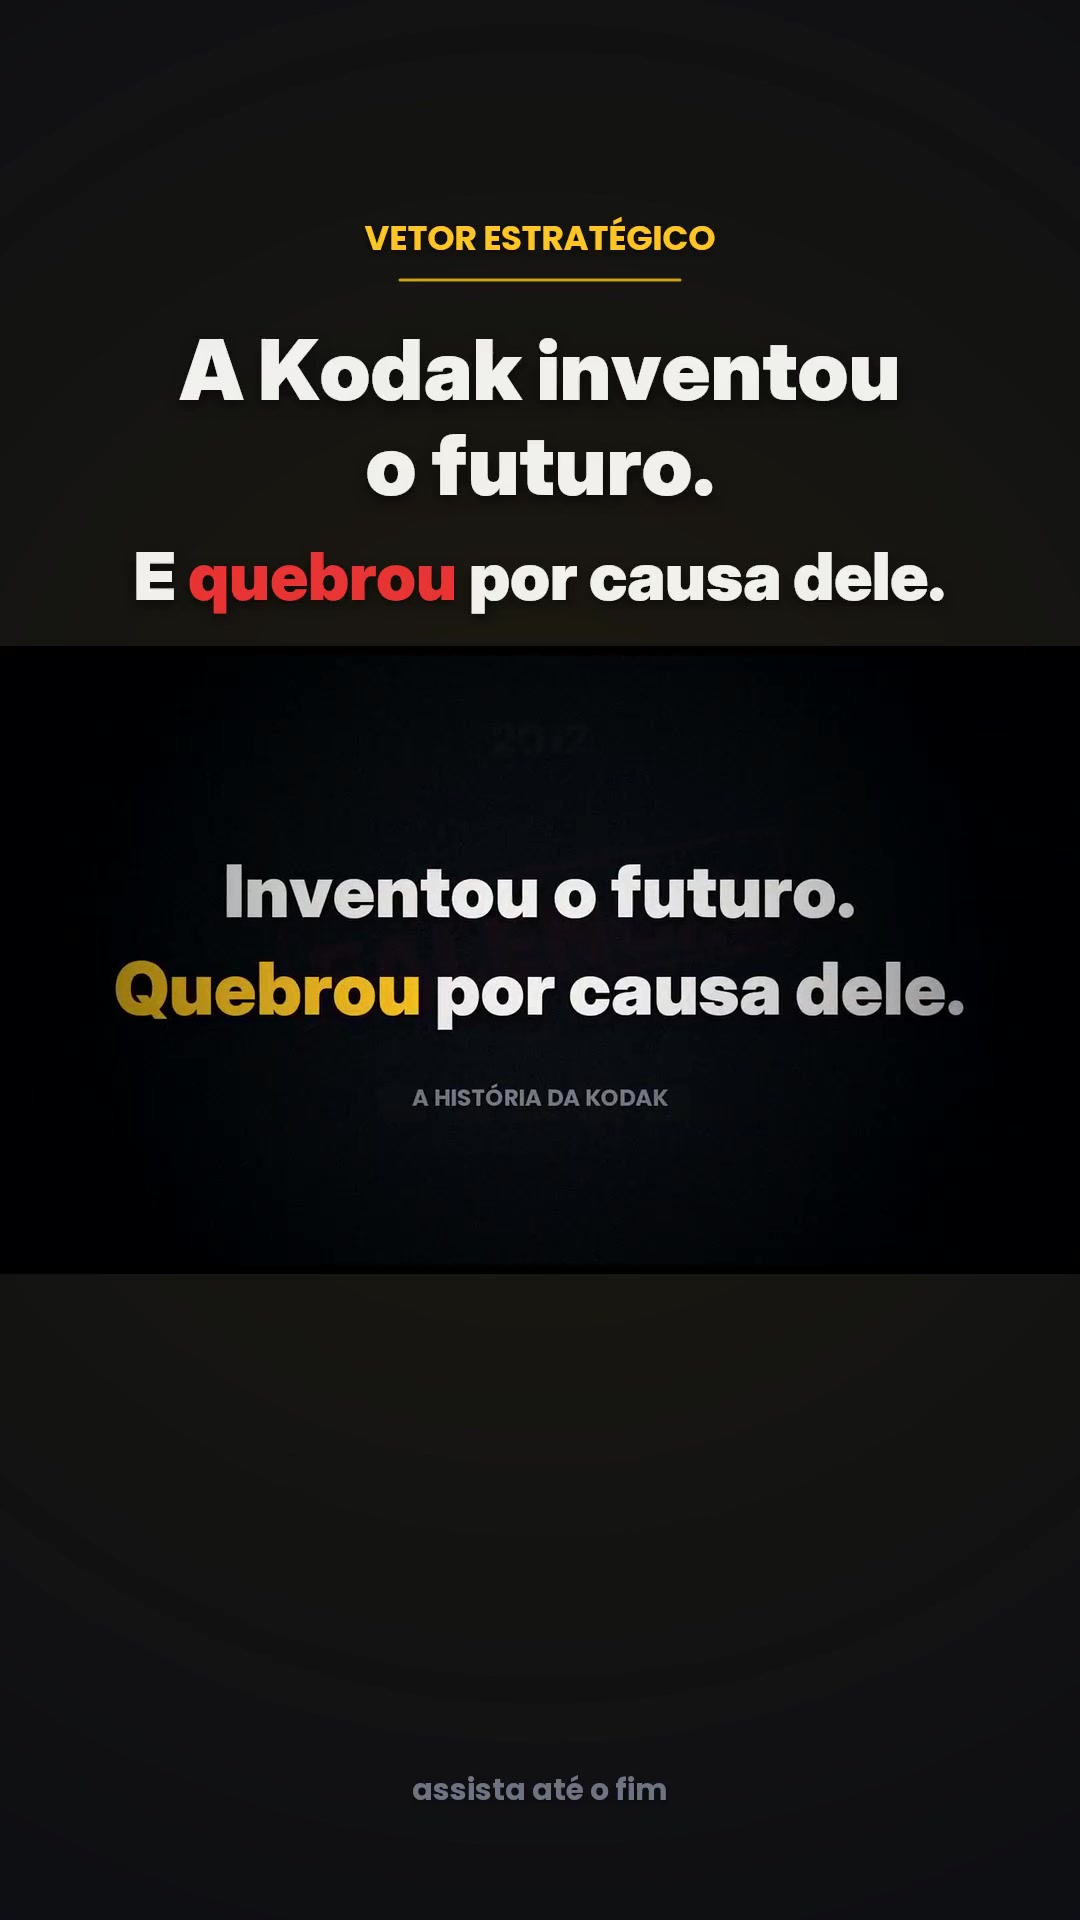 VETOR ESTRATÉGICO
A Kodak inventou
o futuro.
E quebrou por causa dele.
2012
Inventou o futuro.
Quebrou por causa dele.
A HISTÓRIA DA KODAK
assista até o fim